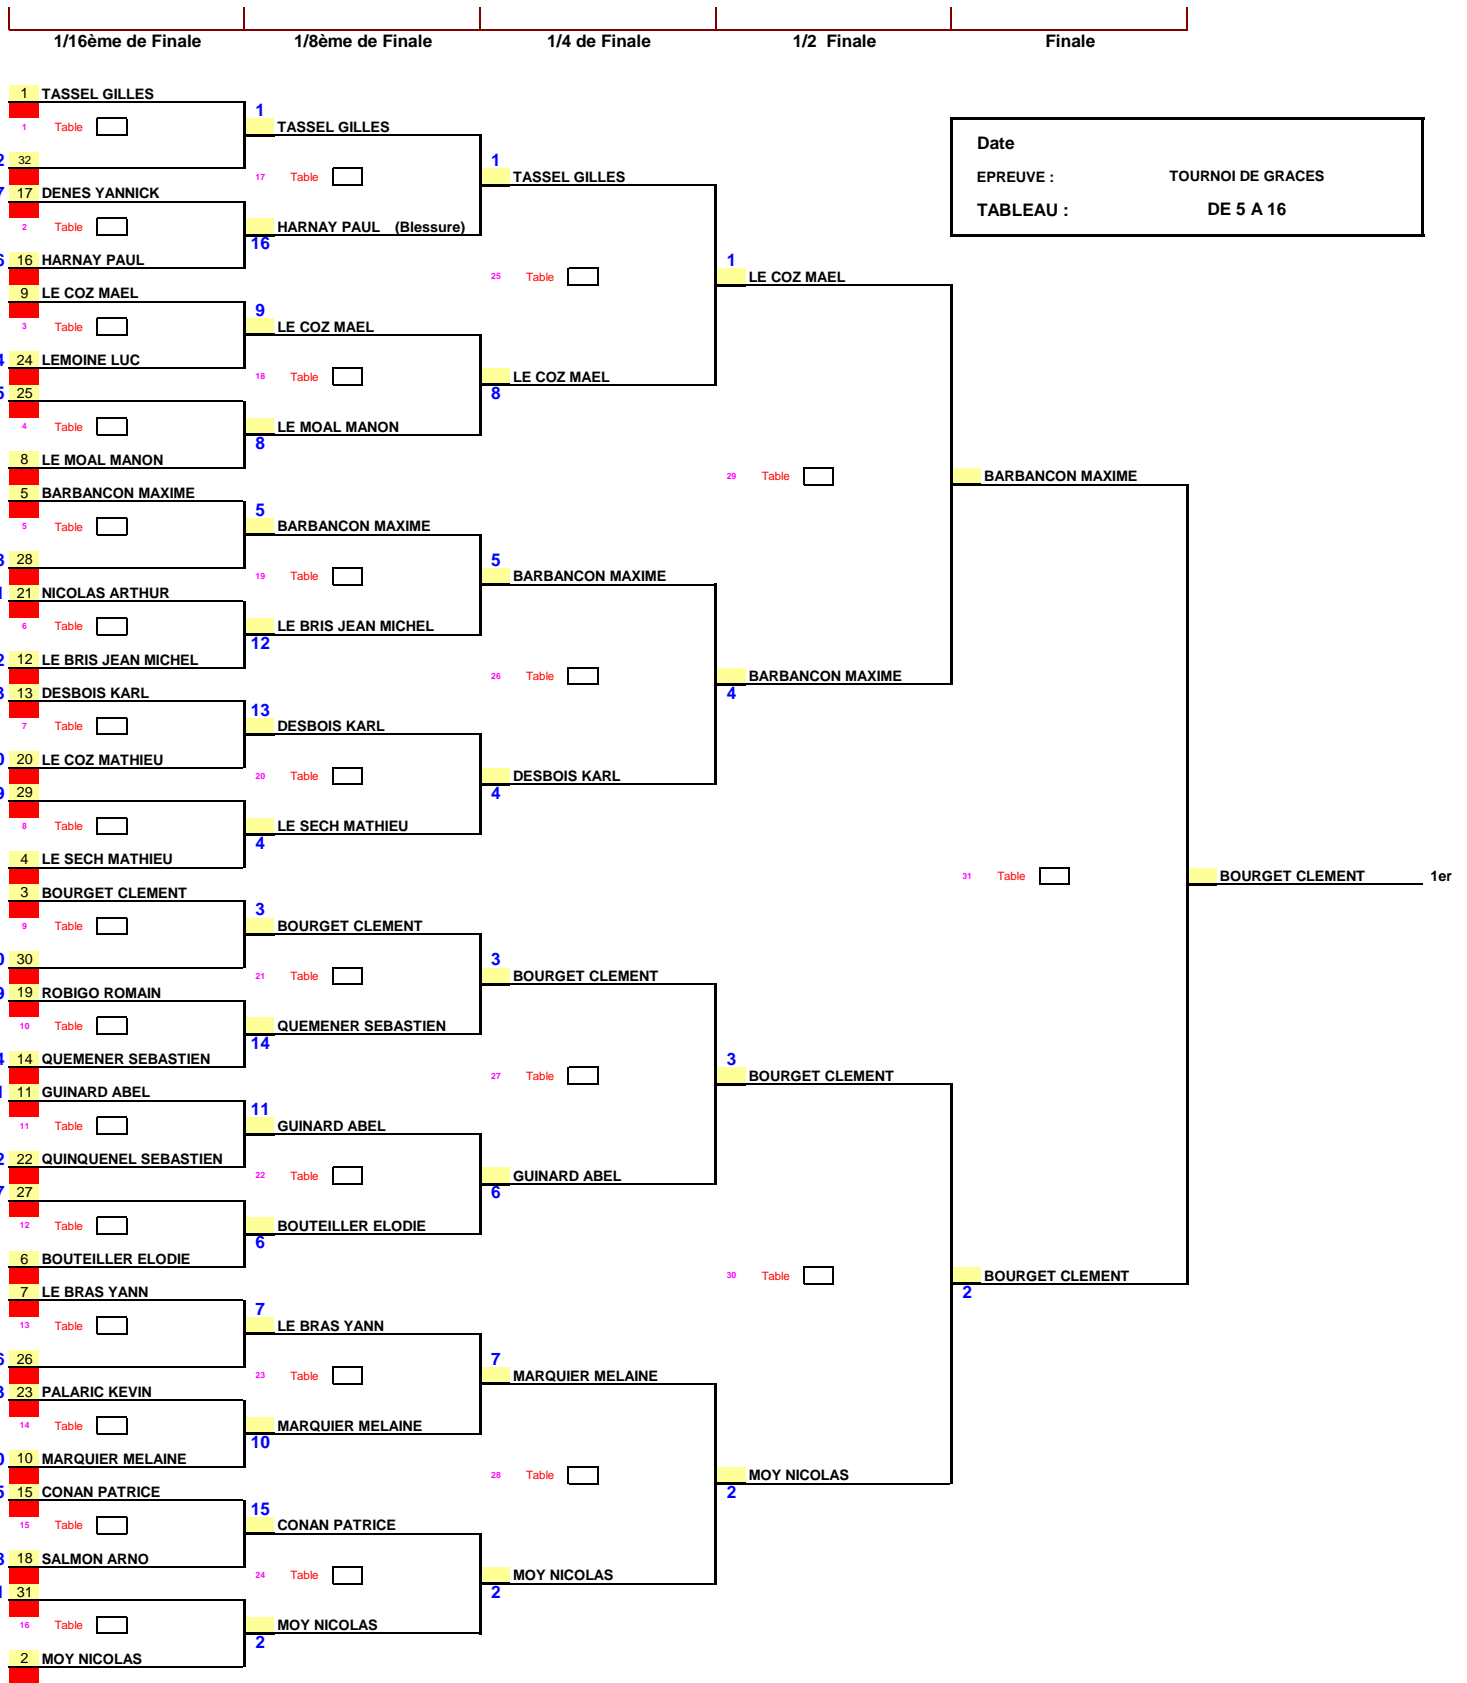 1/16ème de Finale
1/8ème de Finale
1/4 de Finale
1/2 Finale
Finale
Date
EPREUVE : TOURNOI DE GRACES
TABLEAU : DE 5 A 16
1 TASSEL GILLES
1 Table
32
17 DENES YANNICK
2 Table
16 HARNAY PAUL
9 LE COZ MAEL
3 Table
24 LEMOINE LUC
25
4 Table
8 LE MOAL MANON
5 BARBANCON MAXIME
5 Table
28
21 NICOLAS ARTHUR
6 Table
12 LE BRIS JEAN MICHEL
13 DESBOIS KARL
7 Table
20 LE COZ MATHIEU
29
8 Table
4 LE SECH MATHIEU
3 BOURGET CLEMENT
9 Table
30
19 ROBIGO ROMAIN
10 Table
14 QUEMENER SEBASTIEN
11 GUINARD ABEL
11 Table
22 QUINQUENEL SEBASTIEN
27
12 Table
6 BOUTEILLER ELODIE
7 LE BRAS YANN
13 Table
26
23 PALARIC KEVIN
14 Table
10 MARQUIER MELAINE
15 CONAN PATRICE
15 Table
18 SALMON ARNO
31
16 Table
2 MOY NICOLAS
1
TASSEL GILLES
17 Table
HARNAY PAUL (Blessure)
16
9
LE COZ MAEL
18 Table
LE MOAL MANON
8
5
BARBANCON MAXIME
19 Table
LE BRIS JEAN MICHEL
12
13
DESBOIS KARL
20 Table
LE SECH MATHIEU
4
3
BOURGET CLEMENT
21 Table
QUEMENER SEBASTIEN
14
11
GUINARD ABEL
22 Table
BOUTEILLER ELODIE
6
7
LE BRAS YANN
23 Table
MARQUIER MELAINE
10
15
CONAN PATRICE
24 Table
MOY NICOLAS
2
1
TASSEL GILLES
25 Table
LE COZ MAEL
8
5
BARBANCON MAXIME
26 Table
DESBOIS KARL
4
3
BOURGET CLEMENT
27 Table
GUINARD ABEL
6
7
MARQUIER MELAINE
28 Table
MOY NICOLAS
2
1
LE COZ MAEL
29 Table
BARBANCON MAXIME
4
3
BOURGET CLEMENT
30 Table
MOY NICOLAS
2
BARBANCON MAXIME
31 Table
BOURGET CLEMENT
2
BOURGET CLEMENT 1er